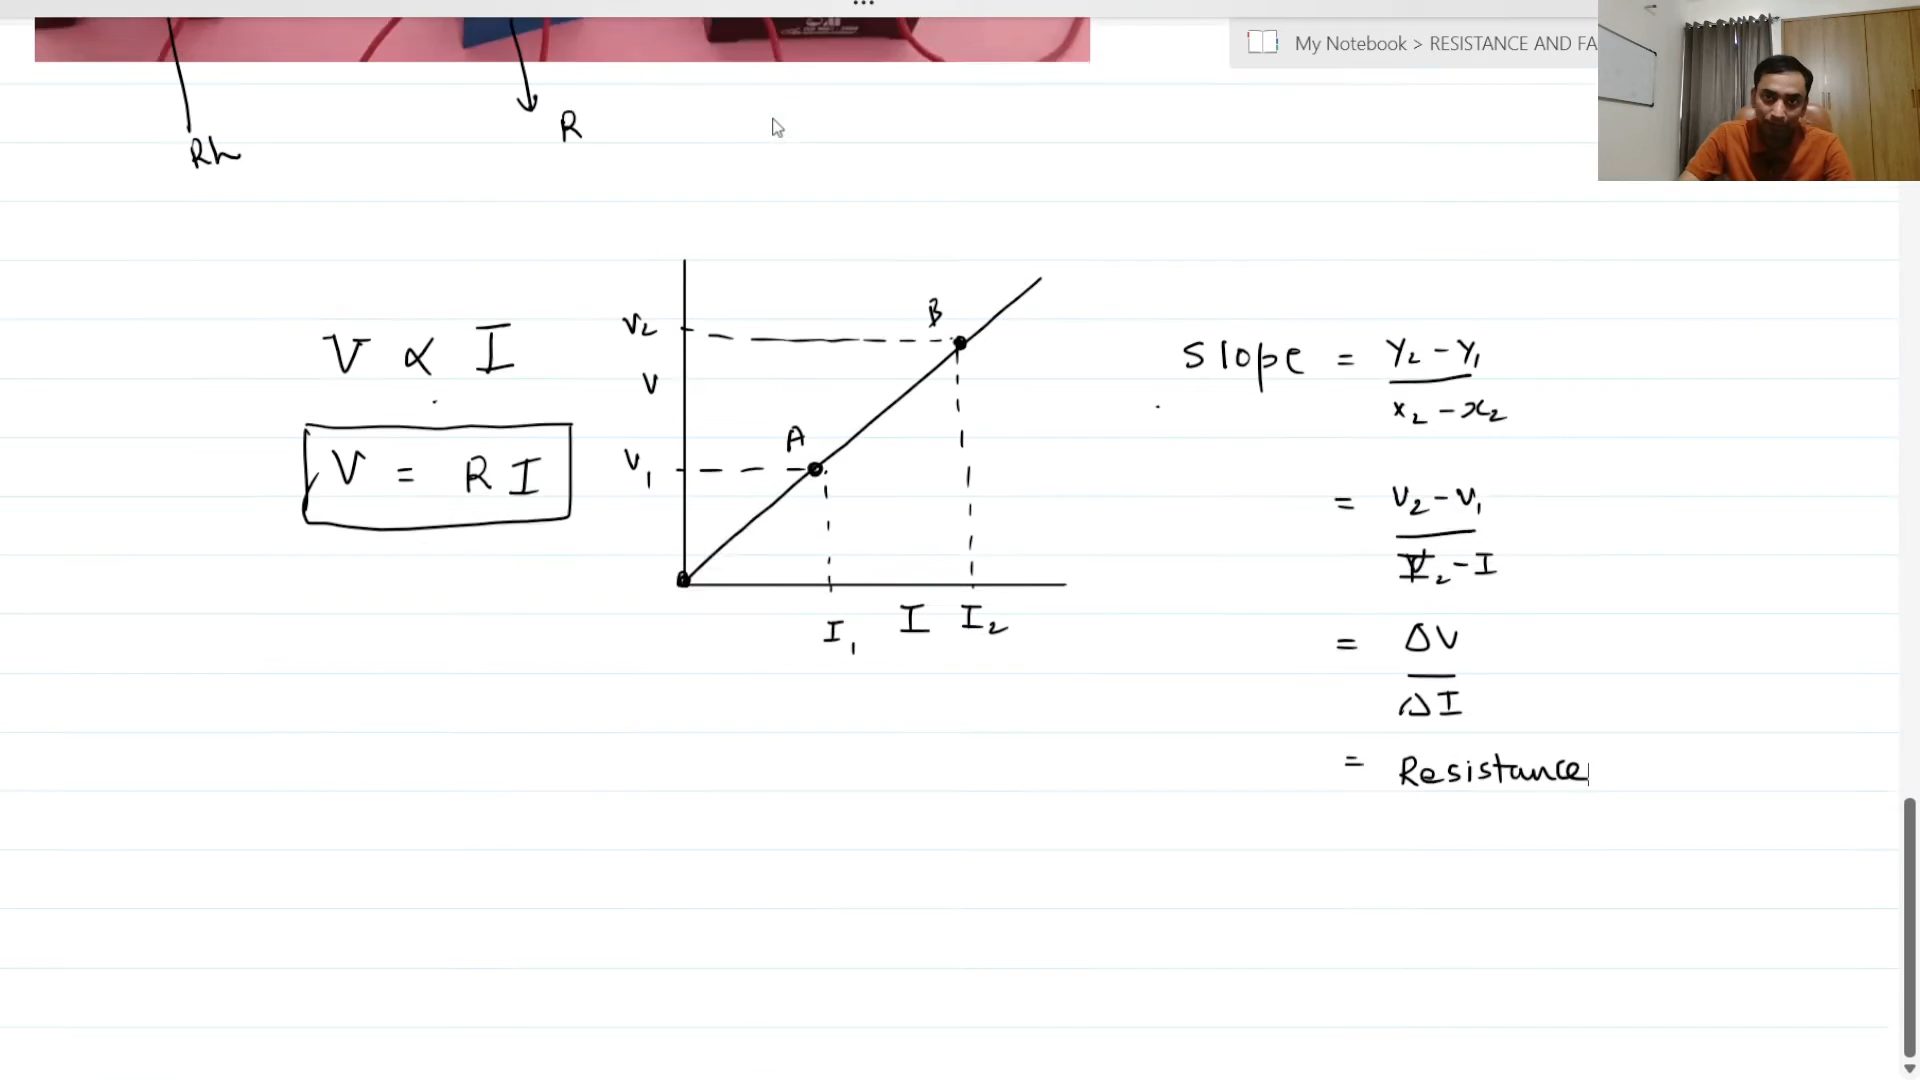 My Notebook > RESISTANCE AND FA
R
Rh
V ∝ I
V = R I
V₂
V
V₁
B
A
I₁ I I₂
Slope = Y₂ - Y₁
x₂ - x₂
= V₂ - V₁
I₂ - I
= ΔV
ΔI
= Resistance